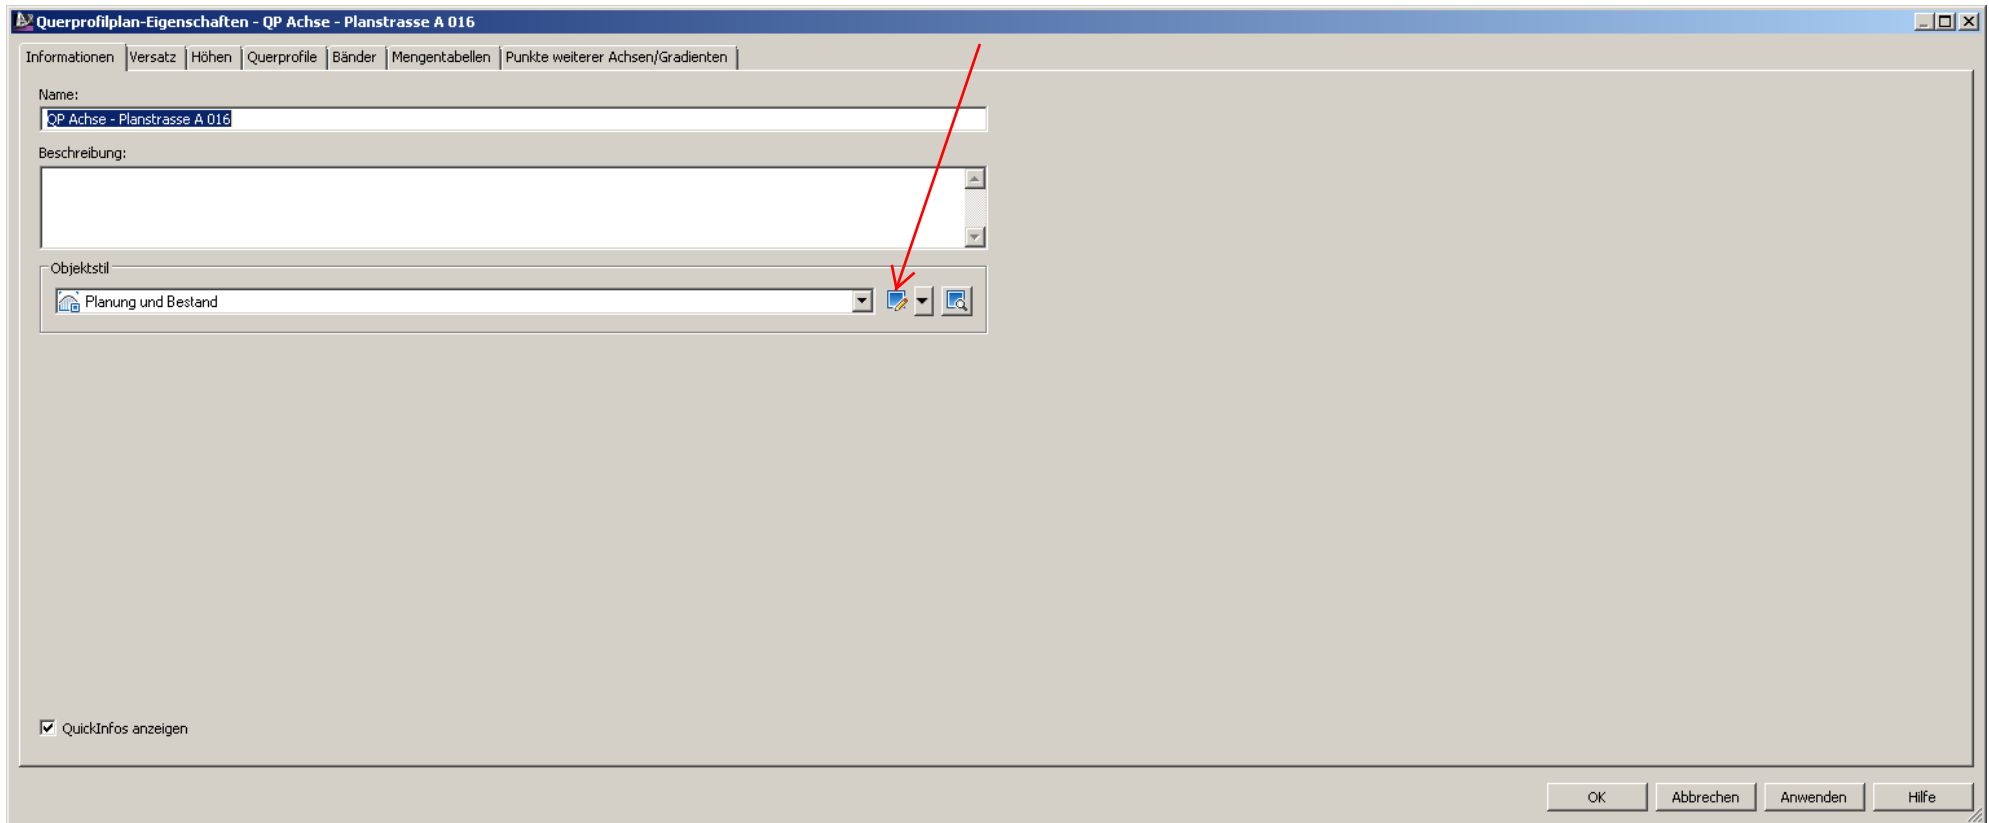 Querprofilplan-Eigenschaften - QP Achse - Planstrasse A 016
Informationen Versatz Höhen Querprofile Bänder Mengentabellen Punkte weiterer Achsen/Gradienten
Name:
QP Achse - Planstrasse A 016
Beschreibung:
Objektstil
Planung und Bestand
QuickInfos anzeigen
OK Abbrechen Anwenden Hilfe